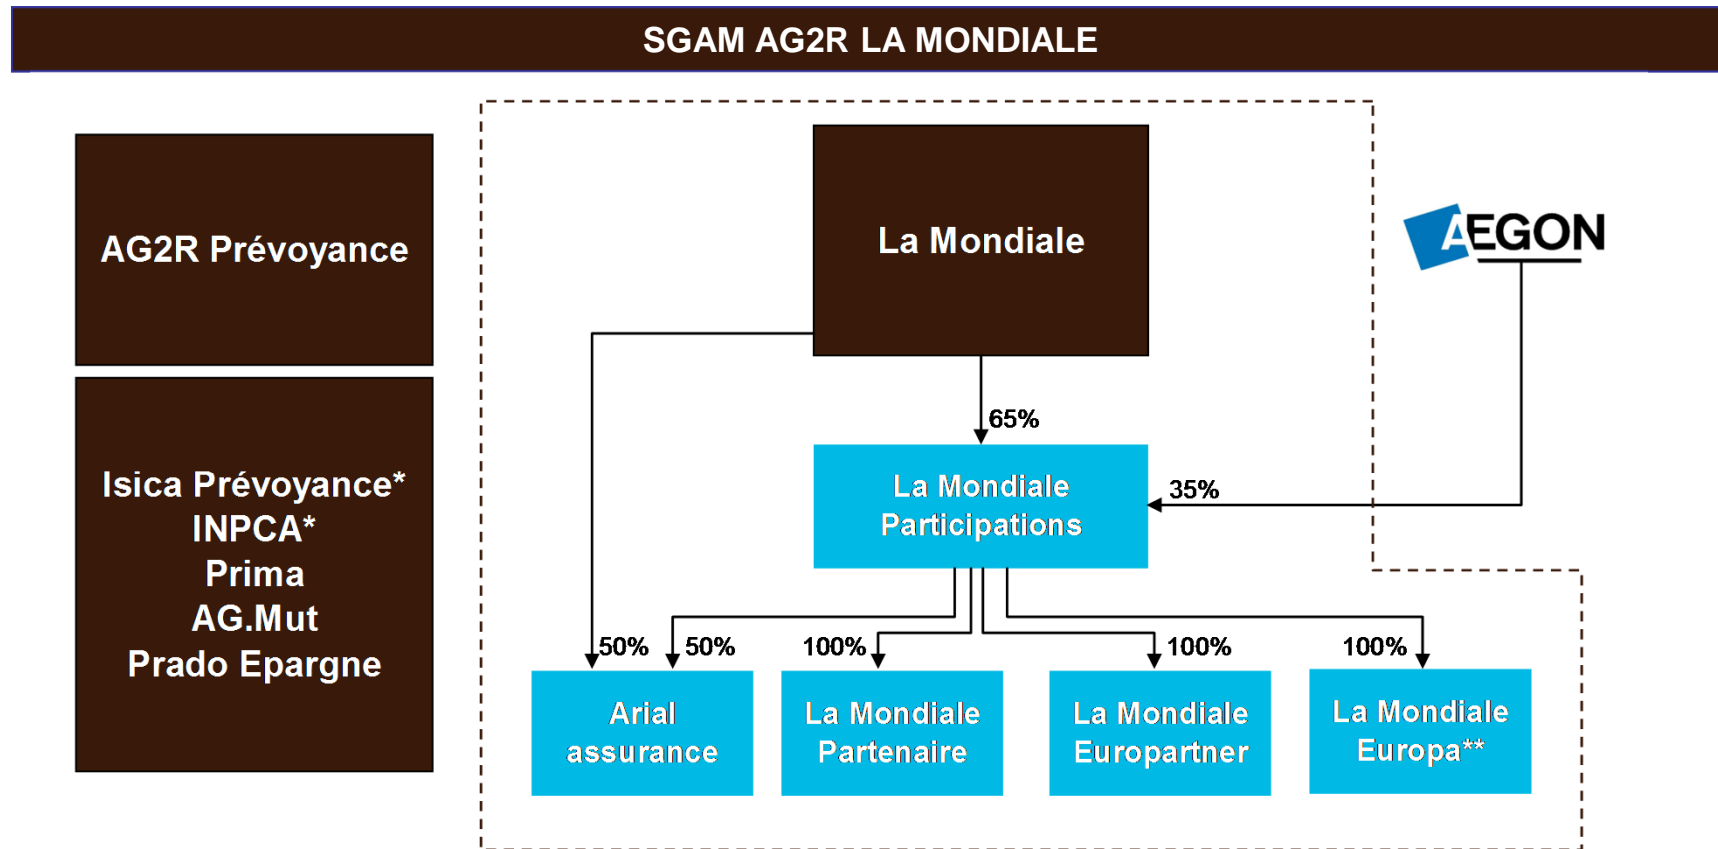 SGAM AG2R LA MONDIALE
AG2R Prévoyance
Isica Prévoyance*
INPCA*
Prima
AG.Mut
Prado Epargne
La Mondiale
AEGON
65%
La Mondiale
Participations
35%
50%
50%
100%
100%
100%
Arial
assurance
La Mondiale
Partenaire
La Mondiale
Europartner
La Mondiale
Europa**